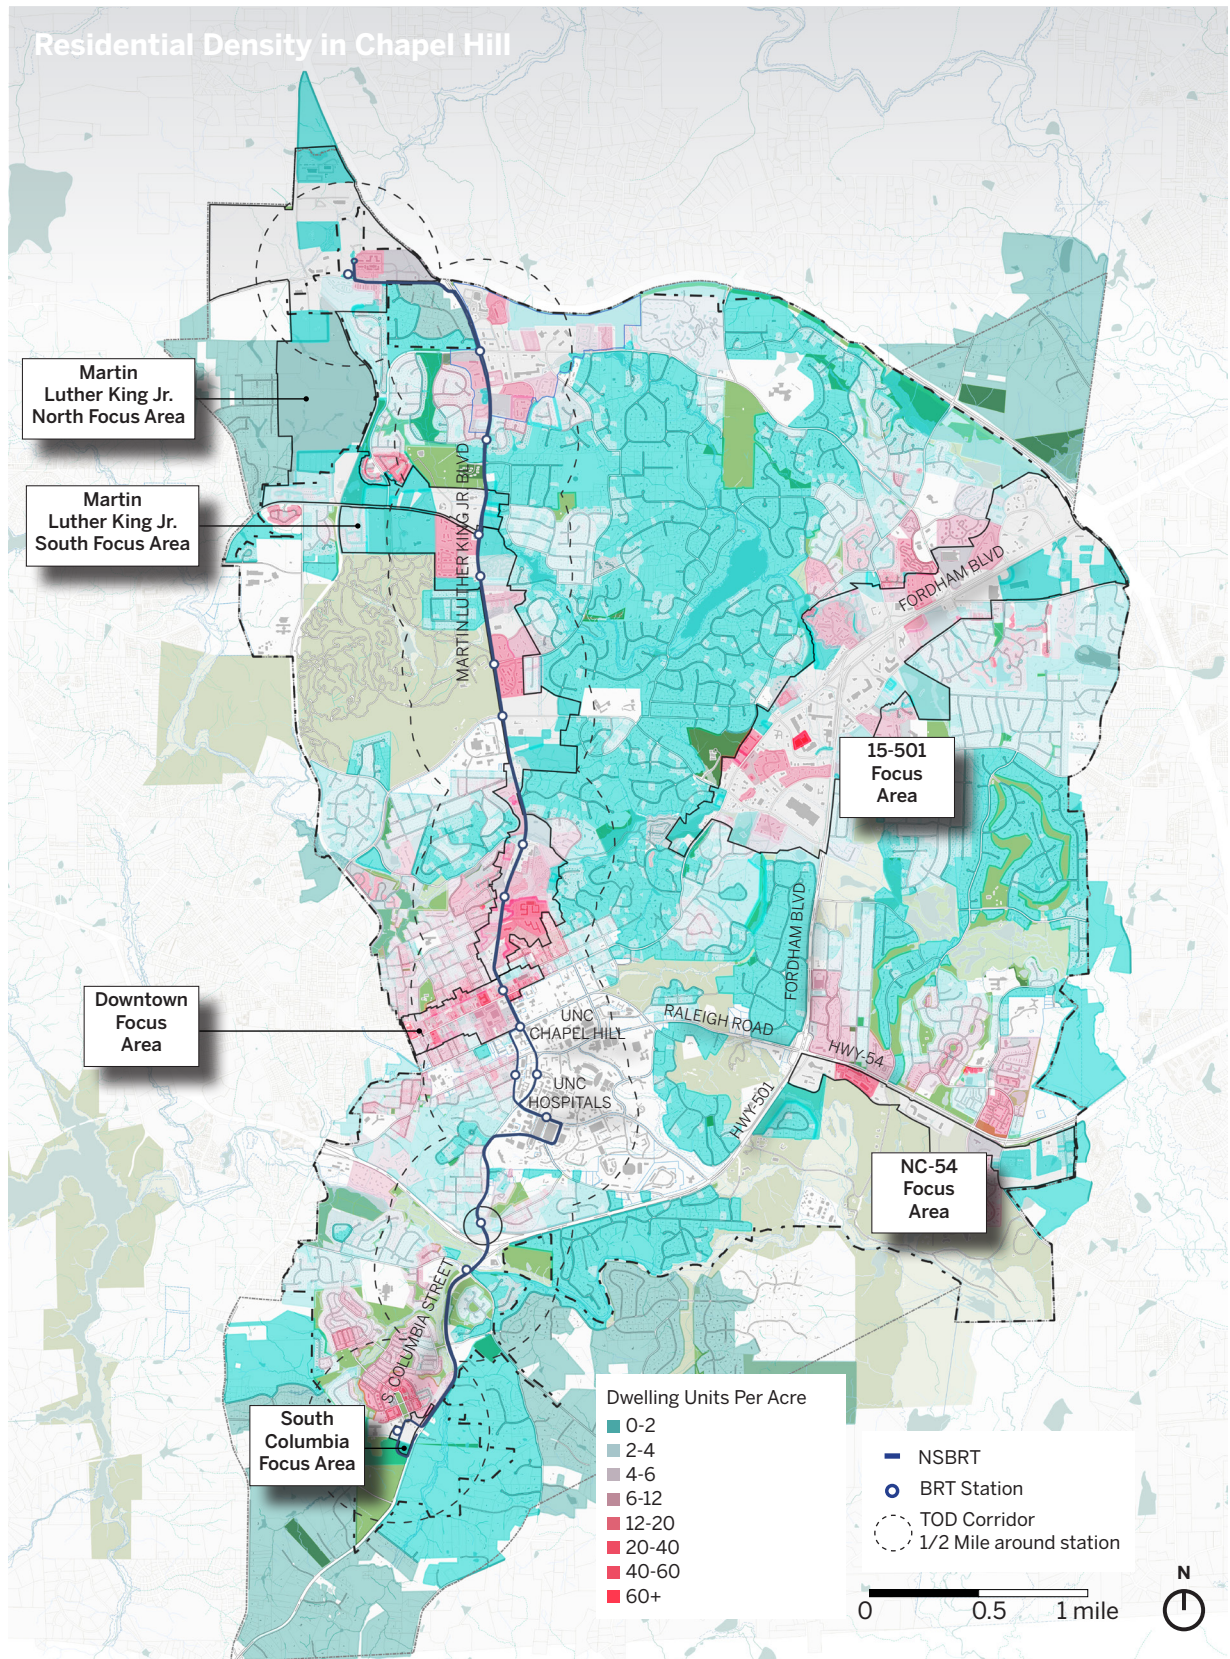 Residential Density in Chapel Hill
Martin
Luther King Jr.
North Focus Area
Martin
Luther King Jr.
South Focus Area
MARTIN LUTHER KING JR. BLVD
FORDHAM BLVD
15-501
Focus
Area
FORDHAM BLVD
Downtown
Focus
Area
UNC
CHAPEL HILL
RALEIGH ROAD
HWY-54
UNC
HOSPITALS
HWY-501
NC-54
Focus
Area
S. COLUMBIA STREET
South
Columbia
Focus Area
Dwelling Units Per Acre
0-2
2-4
4-6
6-12
12-20
20-40
40-60
60+
NSBRT
BRT Station
TOD Corridor
1/2 Mile around station
N
0 0.5 1 mile